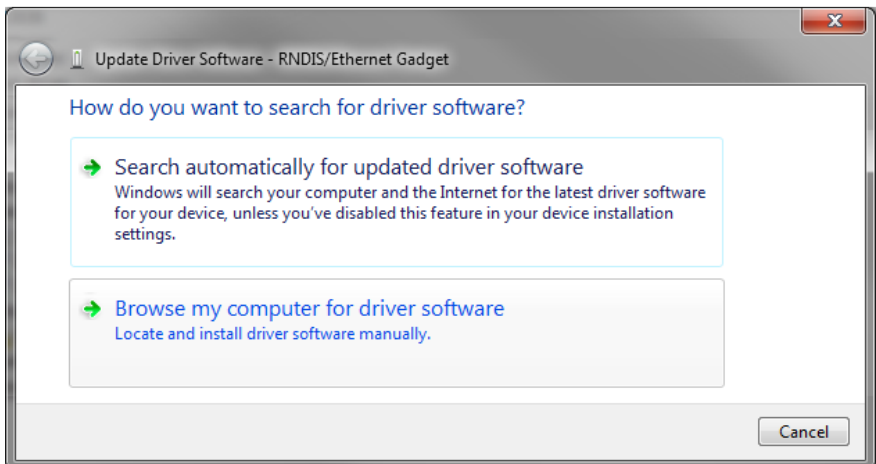 Update Driver Software - RNDIS/Ethernet Gadget
How do you want to search for driver software?
Search automatically for updated driver software
Windows will search your computer and the Internet for the latest driver software
for your device, unless you've disabled this feature in your device installation
settings.
Browse my computer for driver software
Locate and install driver software manually.
Cancel